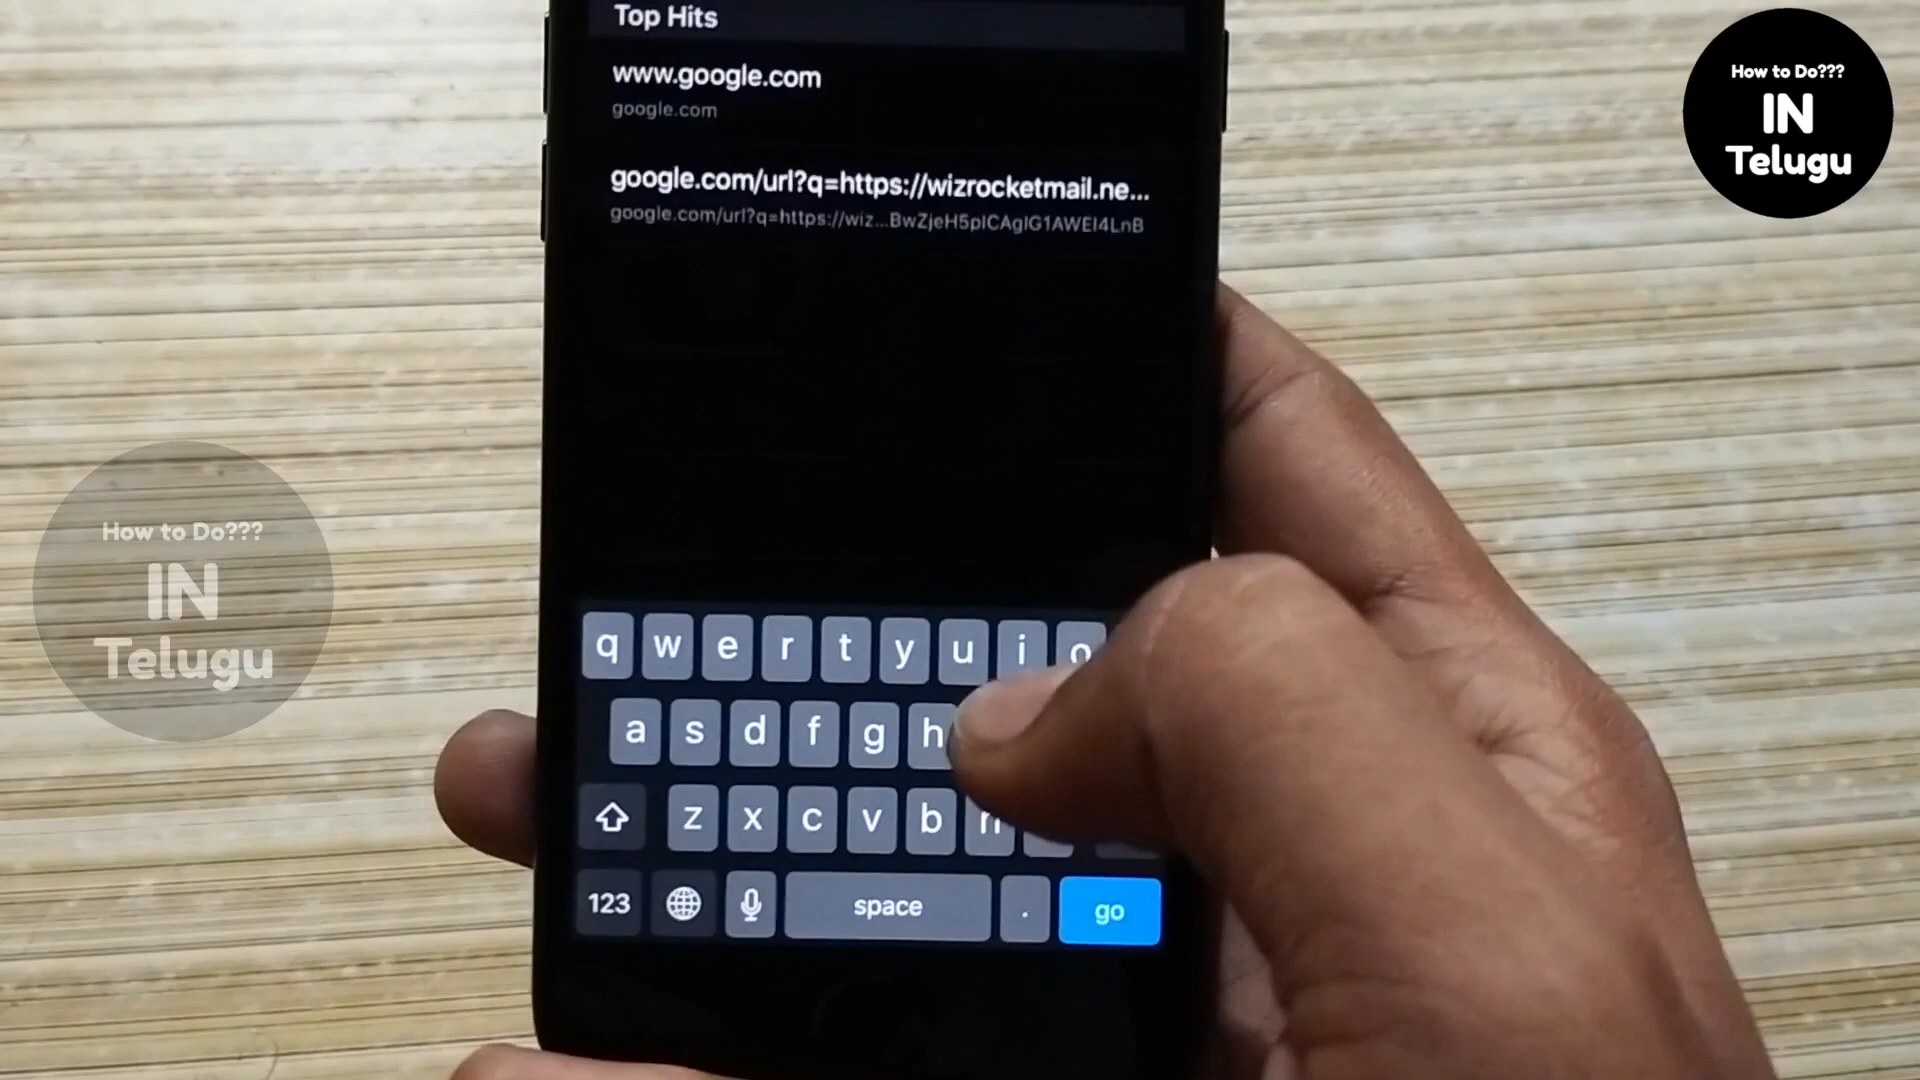 Top Hits
www.google.com
google.com
google.com/url?q=https://wizrocketmail.ne...
google.com/url?q=https://wiz...BwZjeH5pICAgIG1AWEI4LnB
q w e r t y u i o
a s d f g h
z x c v b n
123 space . go
How to Do???
IN
Telugu
How to Do???
IN
Telugu